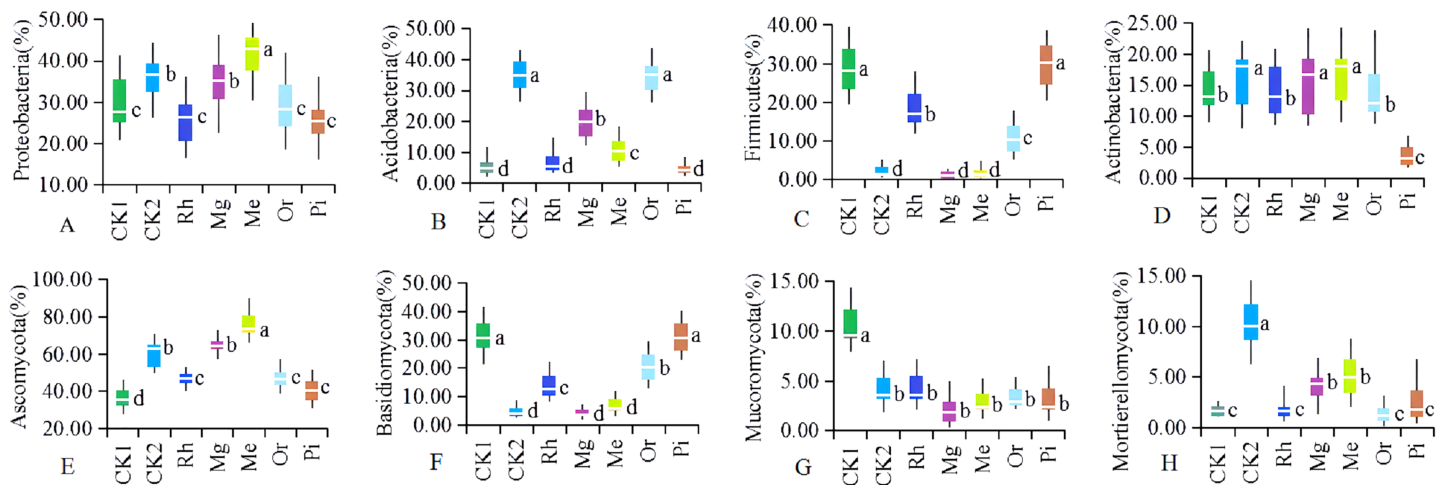 Proteobacteria(%)
50.00
40.00
30.00
20.00
10.00
c
b
c
b
a
c
c
CK1
CK2
Rh
Mg
Me
Or
Pi
A
Acidobacteria(%)
50.00
40.00
30.00
20.00
10.00
0.00
d
a
d
b
c
a
d
CK1
CK2
Rh
Mg
Me
Or
Pi
B
Firmicutes(%)
40.00
30.00
20.00
10.00
0.00
a
d
b
d
d
c
a
CK1
CK2
Rh
Mg
Me
Or
Pi
C
Actinobacteria(%)
25.00
20.00
15.00
10.00
5.00
0.00
b
a
b
a
a
b
c
CK1
CK2
Rh
Mg
Me
Or
Pi
D
Ascomycota(%)
100.00
80.00
60.00
40.00
20.00
d
b
c
b
a
c
c
CK1
CK2
Rh
Mg
Me
Or
Pi
E
Basidiomycota(%)
50.00
40.00
30.00
20.00
10.00
0.00
a
d
c
d
d
b
a
CK1
CK2
Rh
Mg
Me
Or
Pi
F
Mucoromycota(%)
15.00
10.00
5.00
0.00
a
b
b
b
b
b
b
CK1
CK2
Rh
Mg
Me
Or
Pi
G
Mortierellomycota(%)
15.00
10.00
5.00
0.00
c
a
c
b
b
c
c
CK1
CK2
Rh
Mg
Me
Or
Pi
H